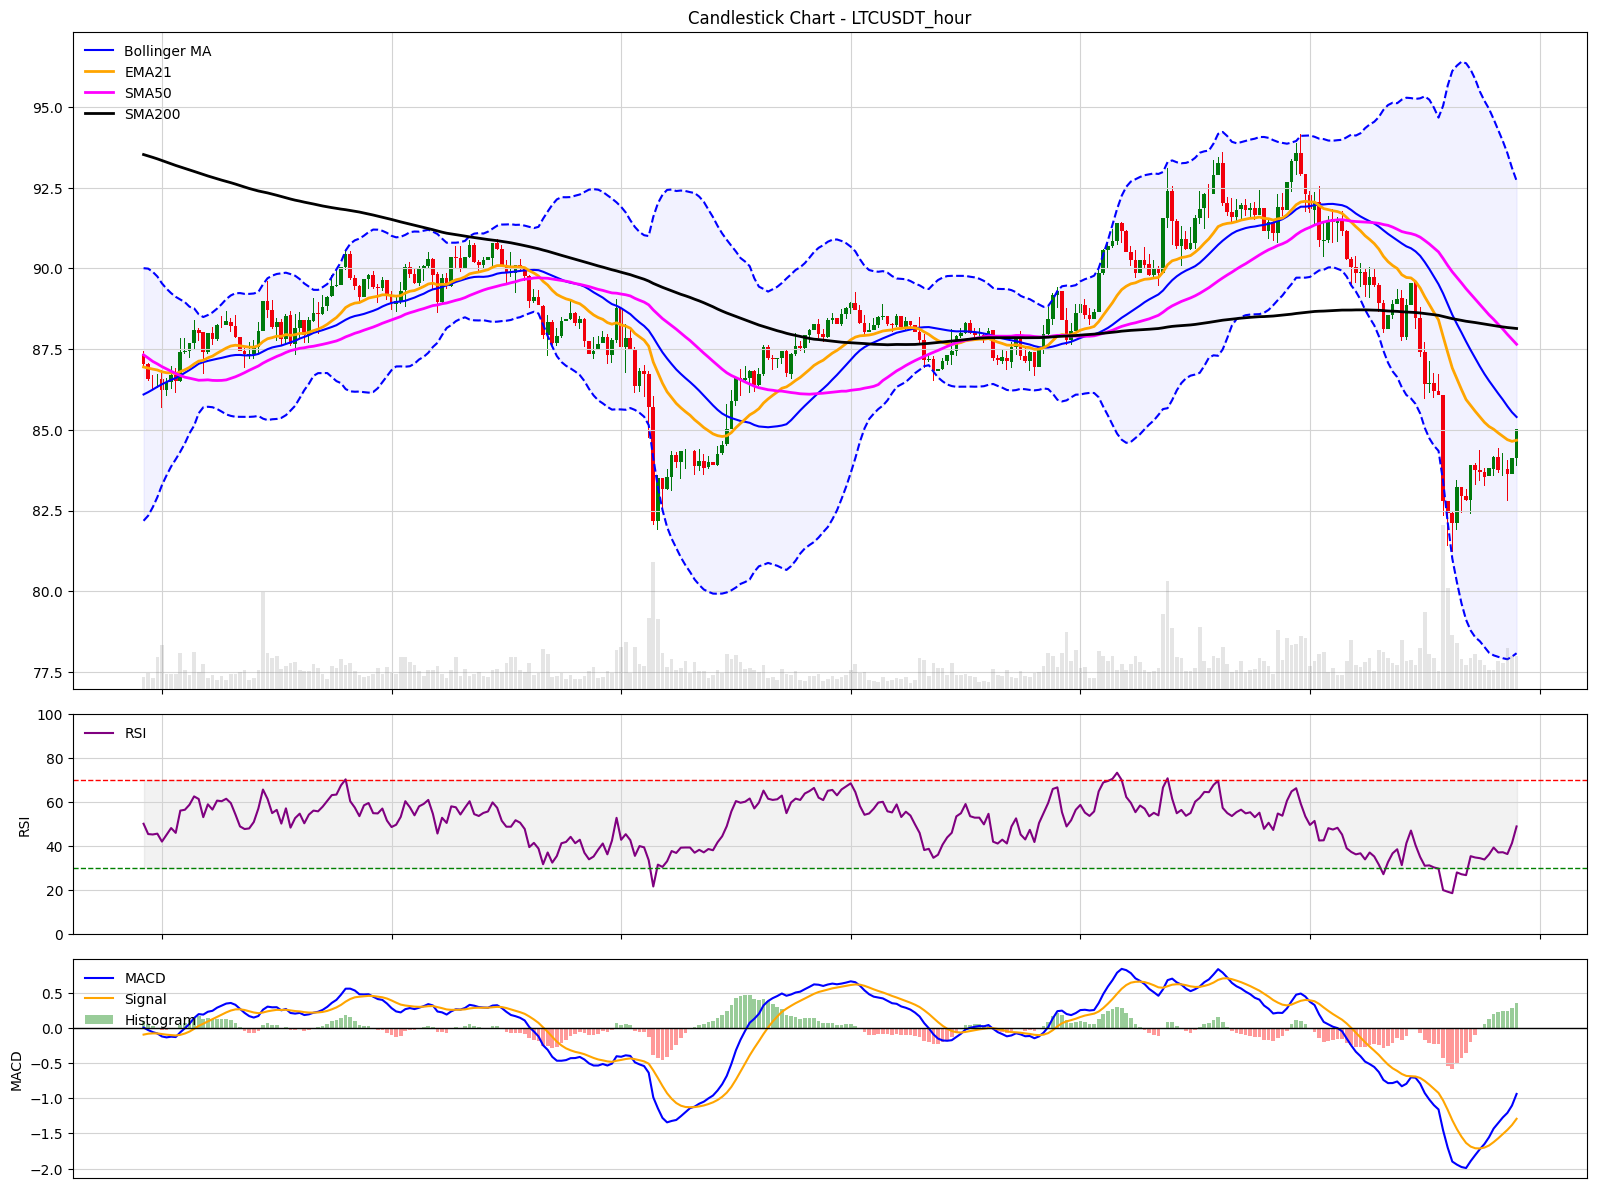 Candlestick Chart - LTCUSDT_hour
Bollinger MA
EMA21
SMA50
SMA200
95.0
92.5
90.0
87.5
85.0
82.5
80.0
77.5
RSI
100
80
60
40
20
0
RSI
MACD
Signal
Histogram
0.5
0.0
−0.5
−1.0
−1.5
−2.0
MACD